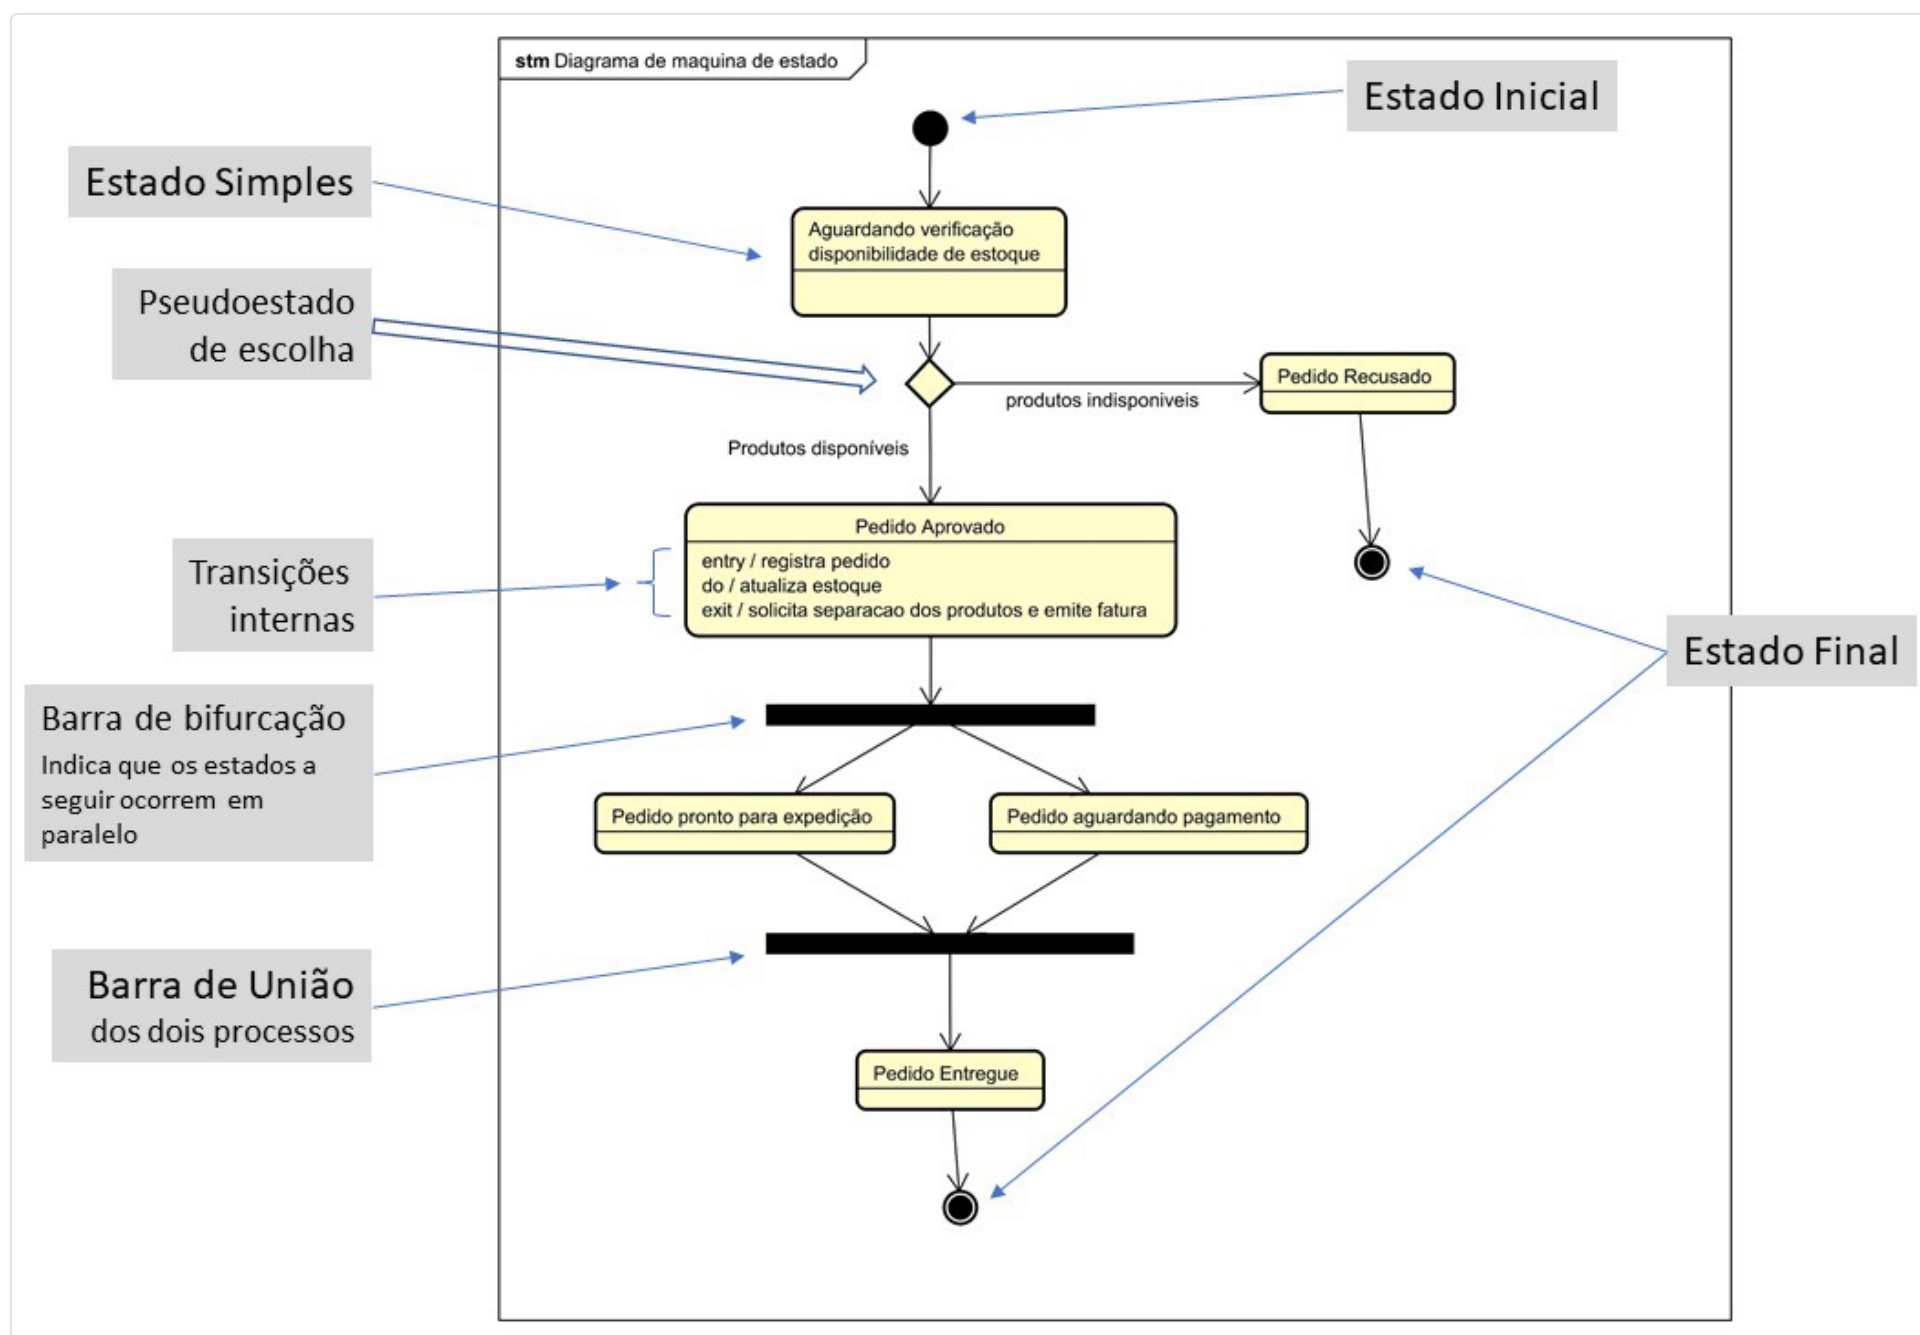 stm Diagrama de maquina de estado
Estado Inicial
Estado Simples
Aguardando verificação
disponibilidade de estoque
Pseudoestado
de escolha
Pedido Recusado
produtos indisponiveis
Produtos disponíveis
Pedido Aprovado
entry / registra pedido
do / atualiza estoque
exit / solicita separacao dos produtos e emite fatura
Transições
internas
Estado Final
Barra de bifurcação
Indica que os estados a
seguir ocorrem em
paralelo
Pedido pronto para expedição
Pedido aguardando pagamento
Barra de União
dos dois processos
Pedido Entregue